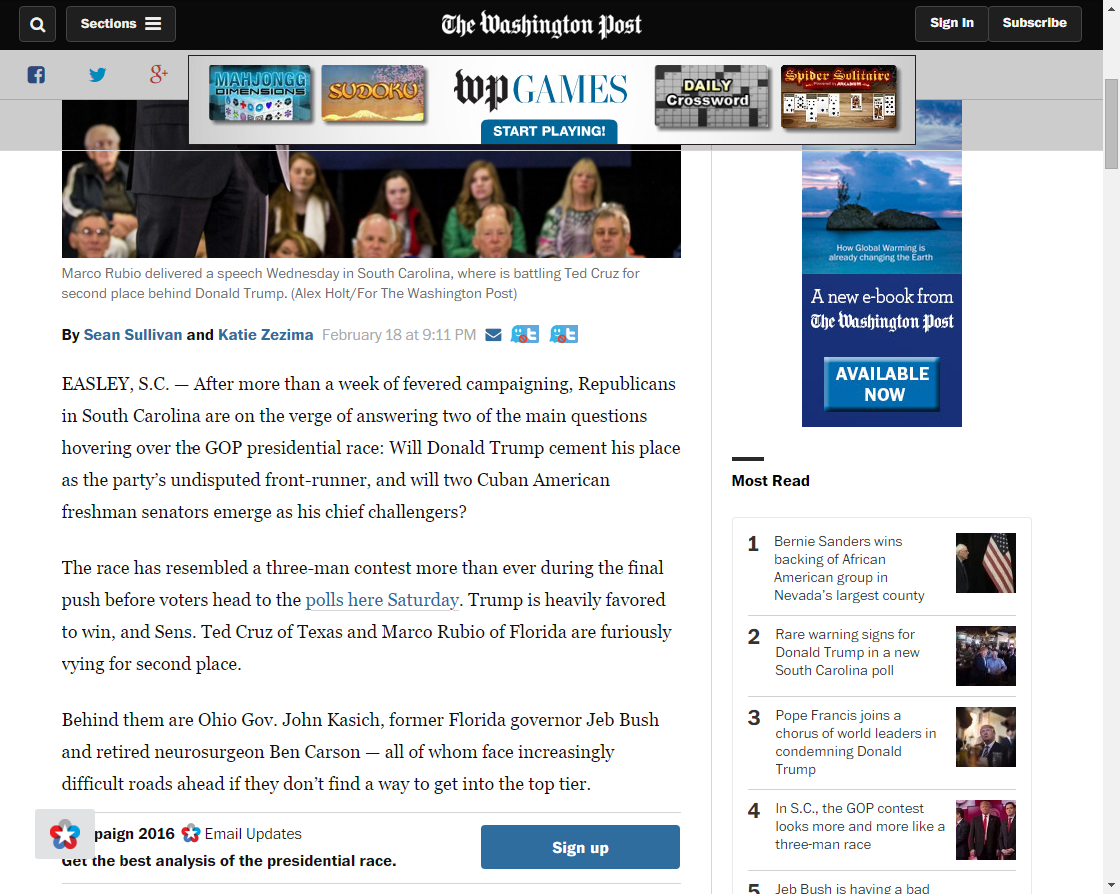 Sections
The Washington Post
Sign In
Subscribe
g+
MAHJONGG
DIMENSIONS
SUDOKU
wp GAMES
START PLAYING!
DAILY
Crossword
Spider Solitaire
Marco Rubio delivered a speech Wednesday in South Carolina, where is battling Ted Cruz for
second place behind Donald Trump. (Alex Holt/For The Washington Post)
By Sean Sullivan and Katie Zezima February 18 at 9:11 PM
EASLEY, S.C. — After more than a week of fevered campaigning, Republicans
in South Carolina are on the verge of answering two of the main questions
hovering over the GOP presidential race: Will Donald Trump cement his place
as the party’s undisputed front-runner, and will two Cuban American
freshman senators emerge as his chief challengers?
The race has resembled a three-man contest more than ever during the final
push before voters head to the polls here Saturday. Trump is heavily favored
to win, and Sens. Ted Cruz of Texas and Marco Rubio of Florida are furiously
vying for second place.
Behind them are Ohio Gov. John Kasich, former Florida governor Jeb Bush
and retired neurosurgeon Ben Carson — all of whom face increasingly
difficult roads ahead if they don’t find a way to get into the top tier.
paign 2016 Email Updates
Get the best analysis of the presidential race.
Sign up
How Global Warming is
already changing the Earth
A new e-book from
The Washington Post
AVAILABLE
NOW
Most Read
1 Bernie Sanders wins
backing of African
American group in
Nevada’s largest county
2 Rare warning signs for
Donald Trump in a new
South Carolina poll
3 Pope Francis joins a
chorus of world leaders in
condemning Donald
Trump
4 In S.C., the GOP contest
looks more and more like a
three-man race
5 Jeb Bush is having a bad